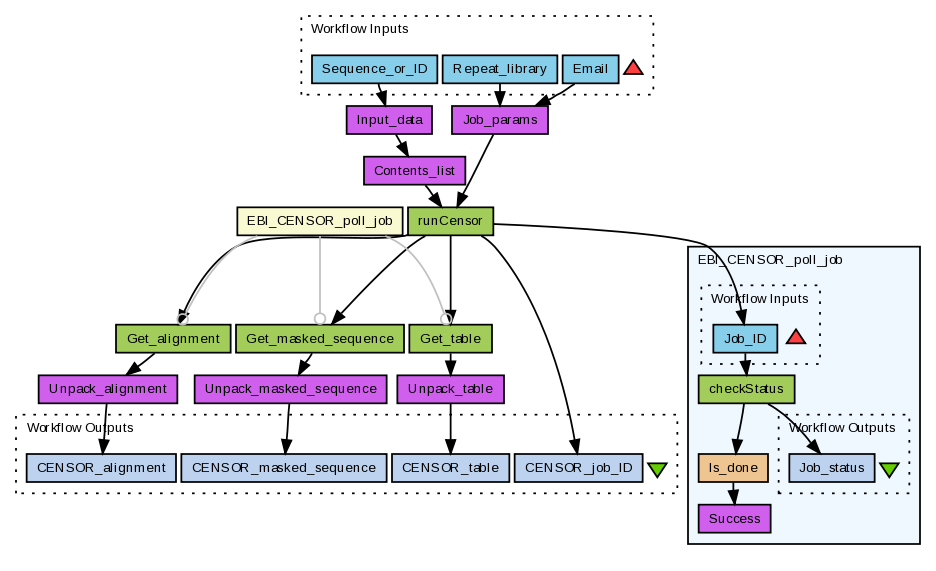 Workflow Inputs
Sequence_or_ID
Repeat_library
Email
Input_data
Job_params
Contents_list
EBI_CENSOR_poll_job
runCensor
EBI_CENSOR_poll_job
Workflow Inputs
Job_ID
Get_alignment
Get_masked_sequence
Get_table
Unpack_alignment
Unpack_masked_sequence
Unpack_table
checkStatus
Workflow Outputs
CENSOR_alignment
CENSOR_masked_sequence
CENSOR_table
CENSOR_job_ID
Workflow Outputs
Is_done
Job_status
Success